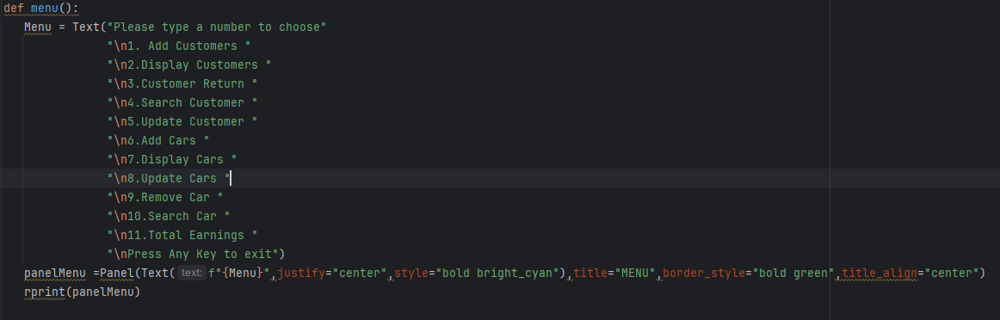 def menu():
Menu = Text("Please type a number to choose"
"\n1. Add Customers "
"\n2.Display Customers "
"\n3.Customer Return "
"\n4.Search Customer "
"\n5.Update Customer "
"\n6.Add Cars "
"\n7.Display Cars "
"\n8.Update Cars "
"\n9.Remove Car "
"\n10.Search Car "
"\n11.Total Earnings "
"\nPress Any Key to exit")
panelMenu =Panel(Text( text: f"{Menu}",justify="center",style="bold bright_cyan"),title="MENU",border_style="bold green",title_align="center")
rprint(panelMenu)